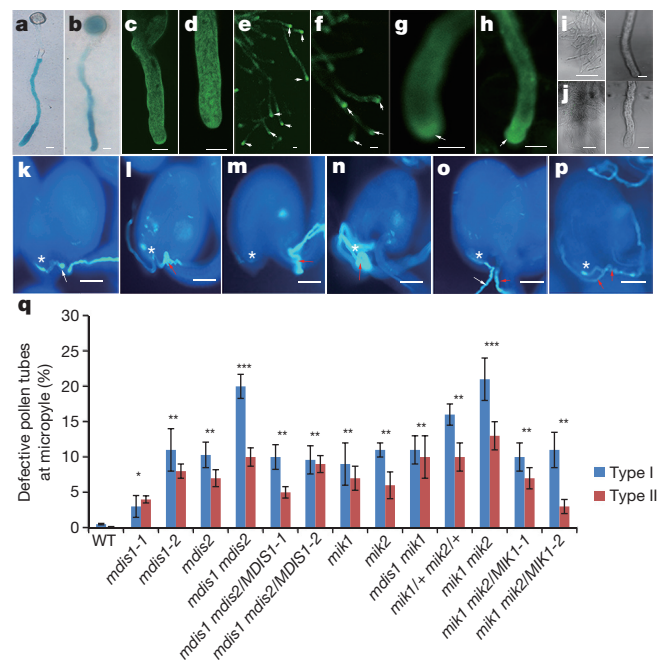 a b c d e f g h i
j
k l m n o p
q
Defective pollen tubes
at micropyle (%)
30
25
20
15
10
5
0
* ** ** *** ** ** ** ** ** ** *** ** **
Type I
Type II
WT
mdis1-1
mdis1-2
mdis2
mdis1 mdis2
mdis1 mdis2/MDIS1-1
mdis1 mdis2/MDIS1-2
mik1
mik2
mdis1 mik1
mik1/+ mik2/+
mik1 mik2
mik1 mik2/MIK1-1
mik1 mik2/MIK1-2